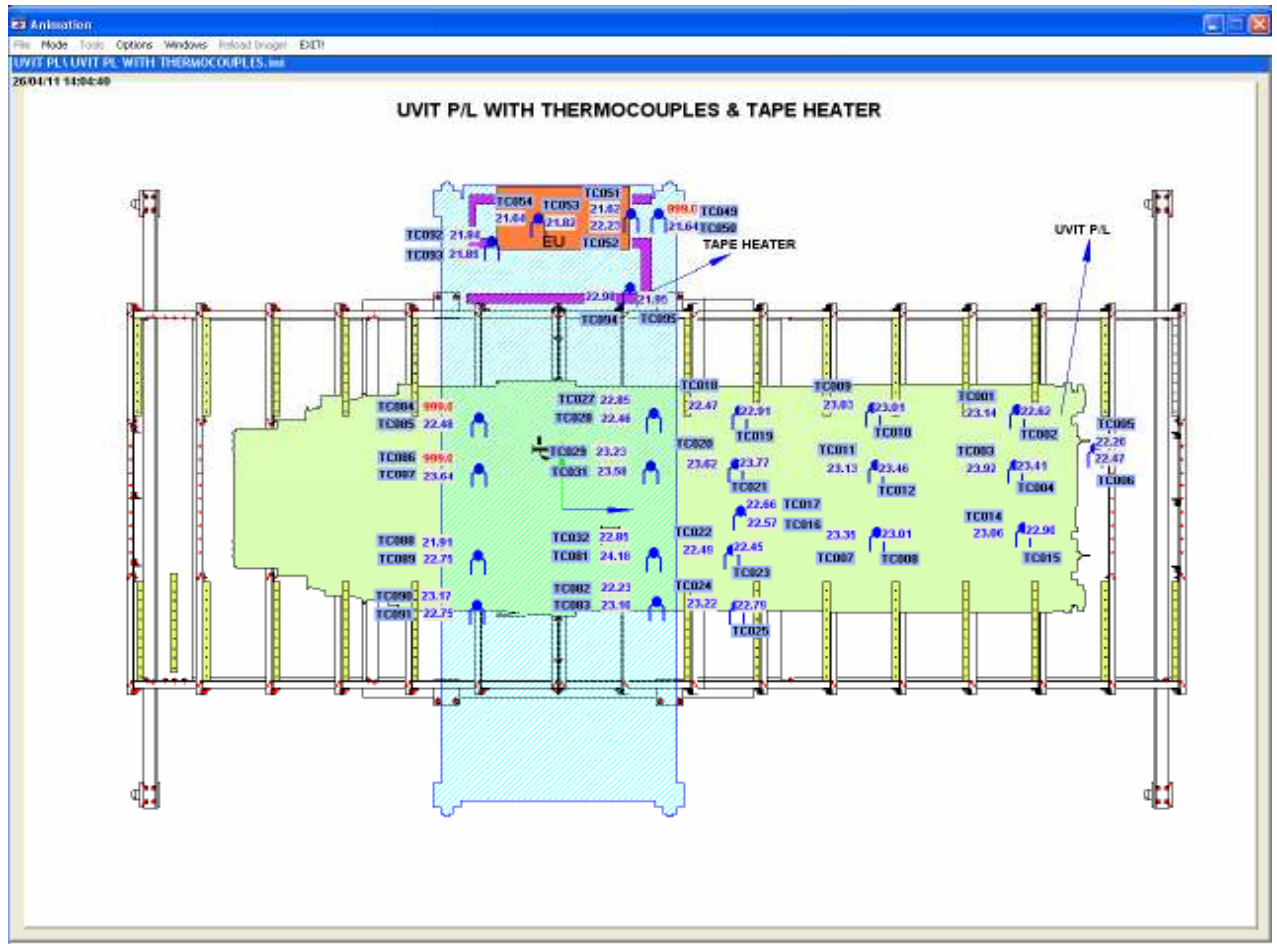 Animation
File Mode Tools Options Windows Reload Image! EXIT!
UVIT PL\ UVIT PL WITH THERMOCOUPLES.imi
26/04/11 14:04:40
UVIT P/L WITH THERMOCOUPLES & TAPE HEATER
TC054 TC053 TC051
21.62 999.0 TC049
21.82 22.23 21.64 TC050
EU TC052
TC092 21.94
TC093
TAPE HEATER
UVIT P/L
22.98 21.95
TC094 TC095
TC018 TC009 TC001
22.47 22.91 23.03 23.01 23.14 22.62
TC019 TC010 TC002
TC084 999.0 TC027 22.85
TC085 22.48 TC028 22.46
TC005
22.20
22.47
TC006
TC020 TC011 TC003
23.02 23.77 23.13 23.46 23.92 23.41
TC021 TC012 TC004
TC086 999.0 TC029 23.23
TC087 23.64 TC031 23.50
22.66 TC017
22.57 TC016
TC014
23.06 22.90
TC015
TC022 23.35 23.01
22.49 22.45 TC007 TC008
TC023
TC088 21.91 TC032 22.85
TC089 22.75 TC081 24.18
TC024
23.22 22.79
TC025
TC090 23.17 TC082 22.23
TC091 22.75 TC083 23.10